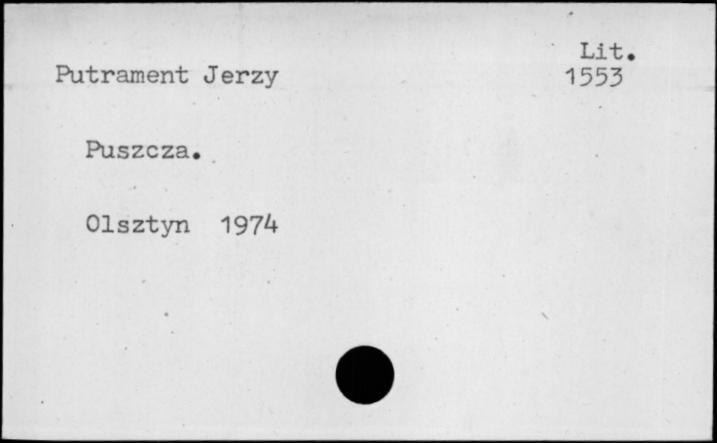 Lit.
Putrament Jerzy 1553
Puszcza.
Olsztyn 1974